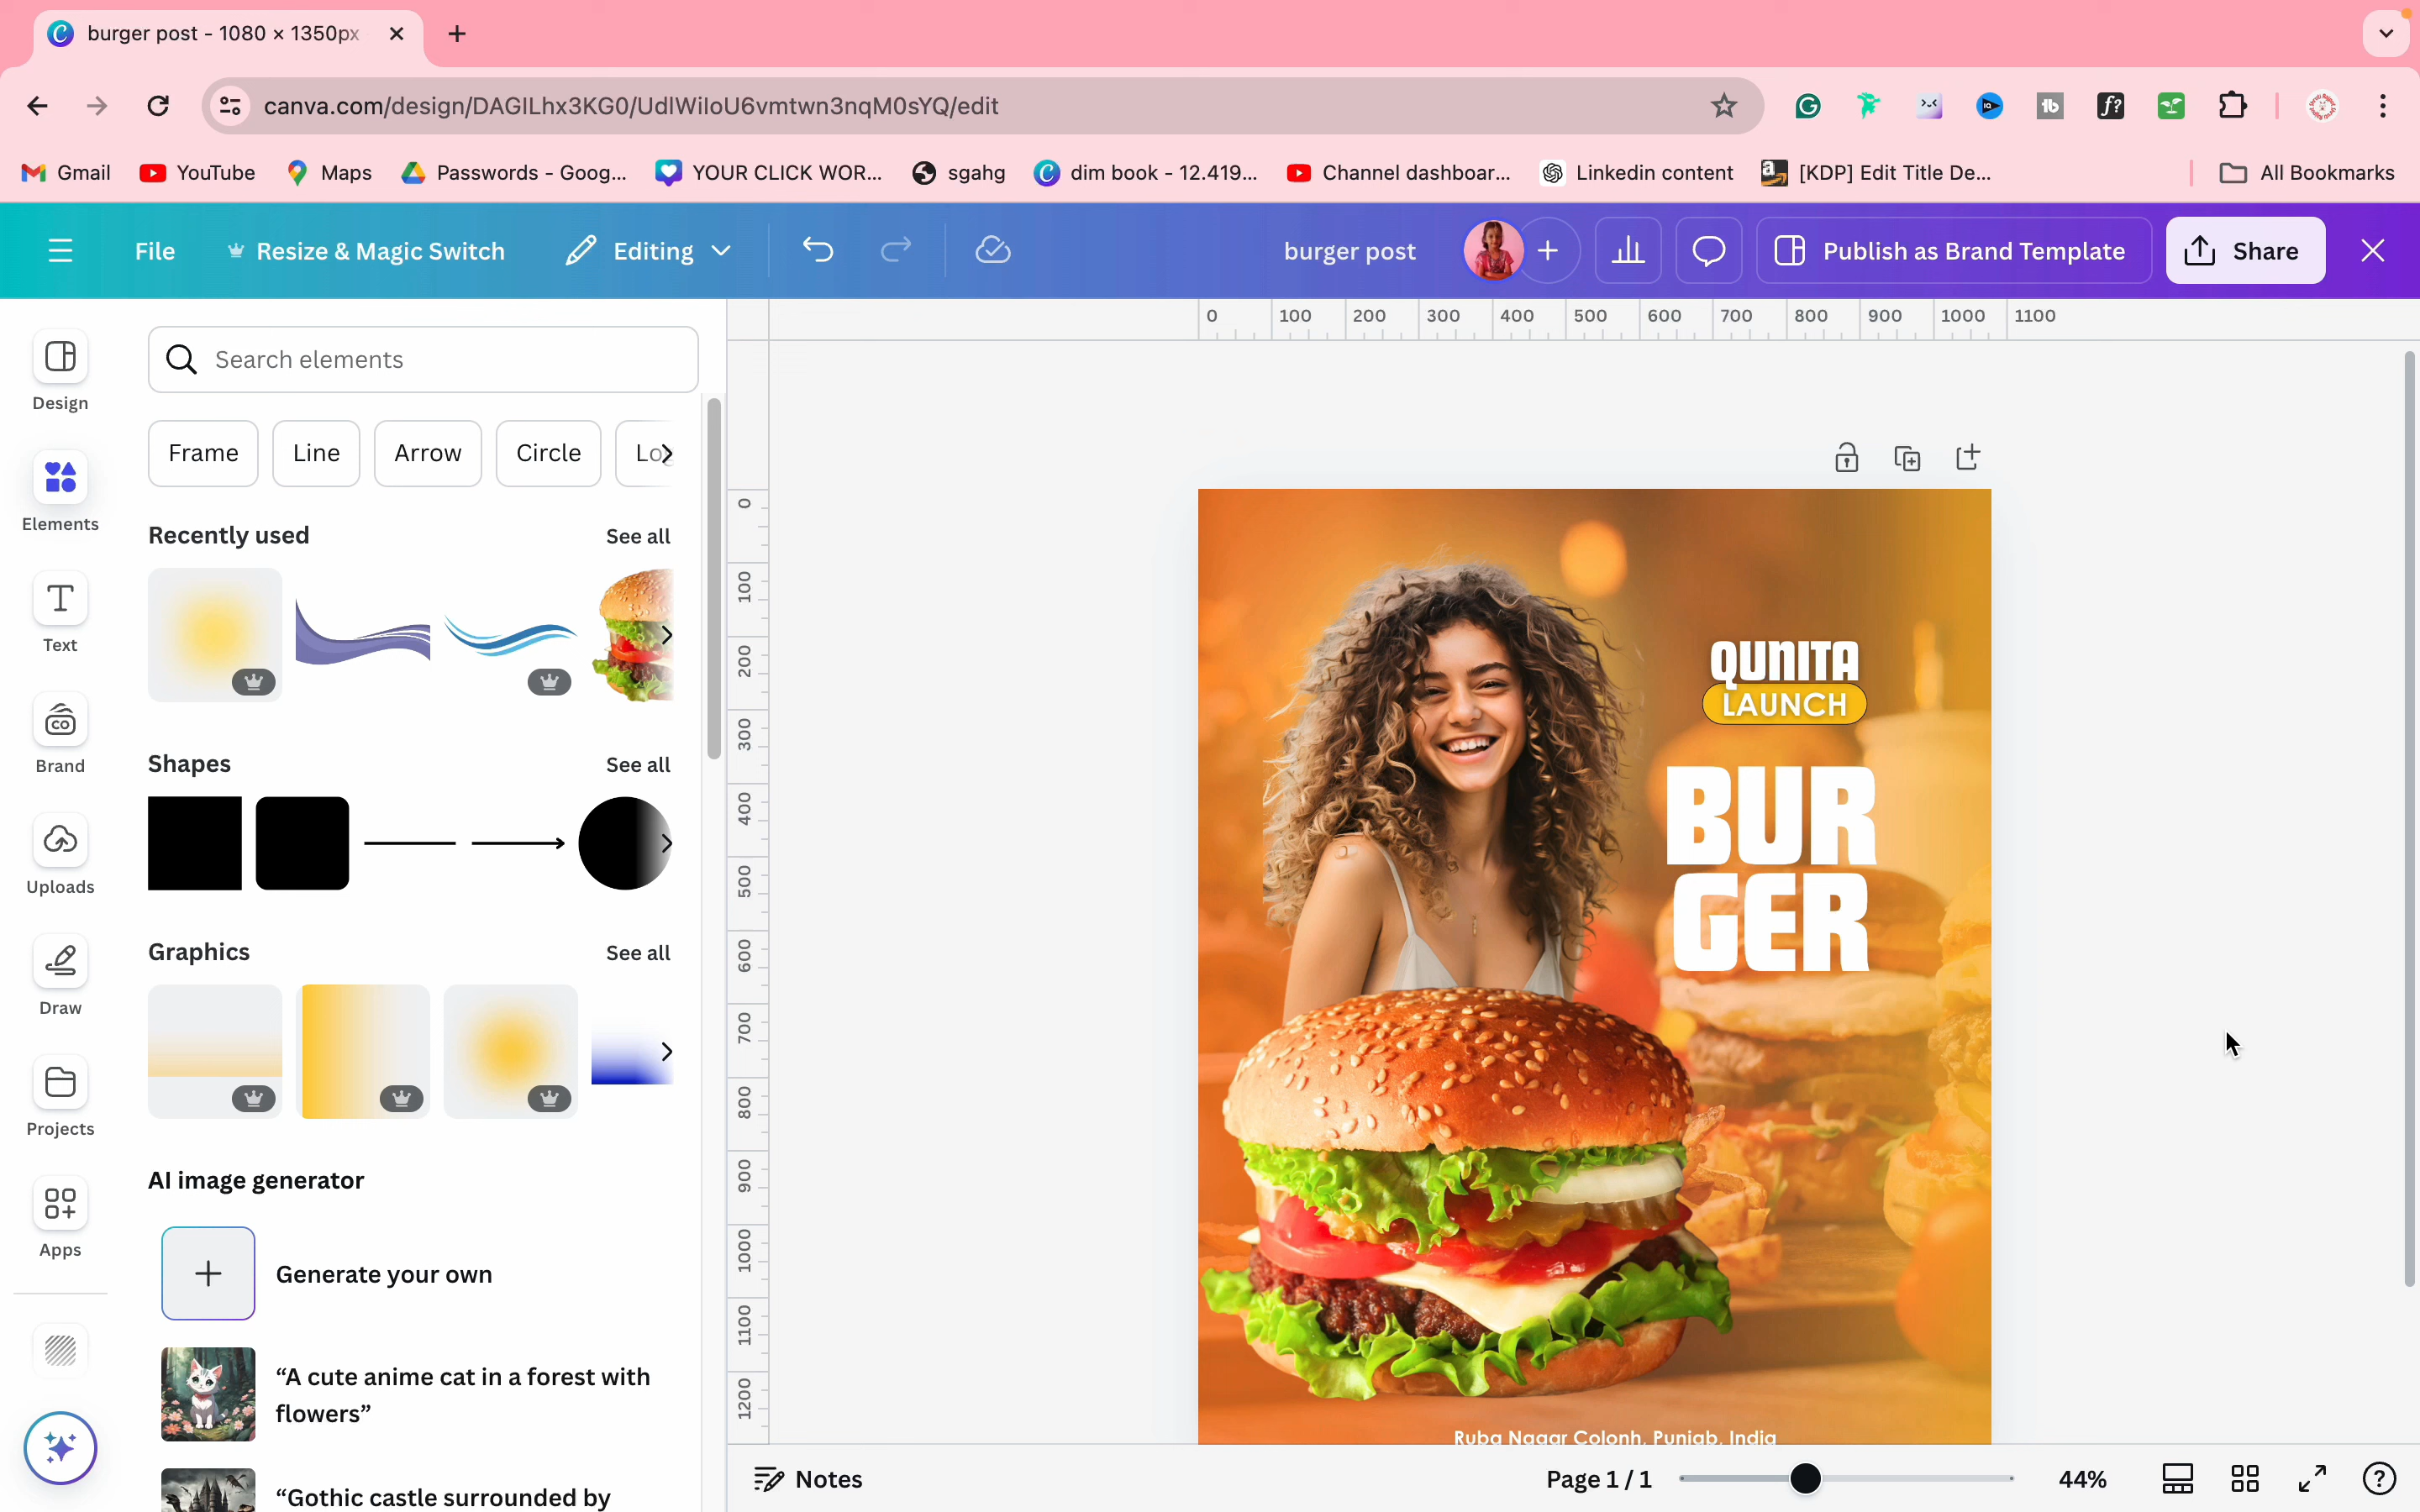 burger post - 1080 × 1350px
canva.com/design/DAGILhx3KG0/UdlWiloU6vmtwn3nqM0sYQ/edit
Gmail
YouTube
Maps
Passwords - Goog...
YOUR CLICK WOR...
sgahg
dim book - 12.419...
Channel dashboar...
Linkedin content
[KDP] Edit Title De...
All Bookmarks
File
Resize & Magic Switch
Editing
burger post
Publish as Brand Template
Share
Design
Elements
Text
Brand
Uploads
Draw
Projects
Apps
Search elements
Frame
Line
Arrow
Circle
Recently used
See all
Shapes
See all
Graphics
See all
AI image generator
Generate your own
“A cute anime cat in a forest with
flowers”
“Gothic castle surrounded by
0 100 200 300 400 500 600 700 800 900 1000 1100
0
100
200
300
400
500
600
700
800
900
1000
1100
1200
QUNITA
LAUNCH
BUR
GER
Ruba Nagar Colonh, Punjab, India
Notes
Page 1 / 1
44%